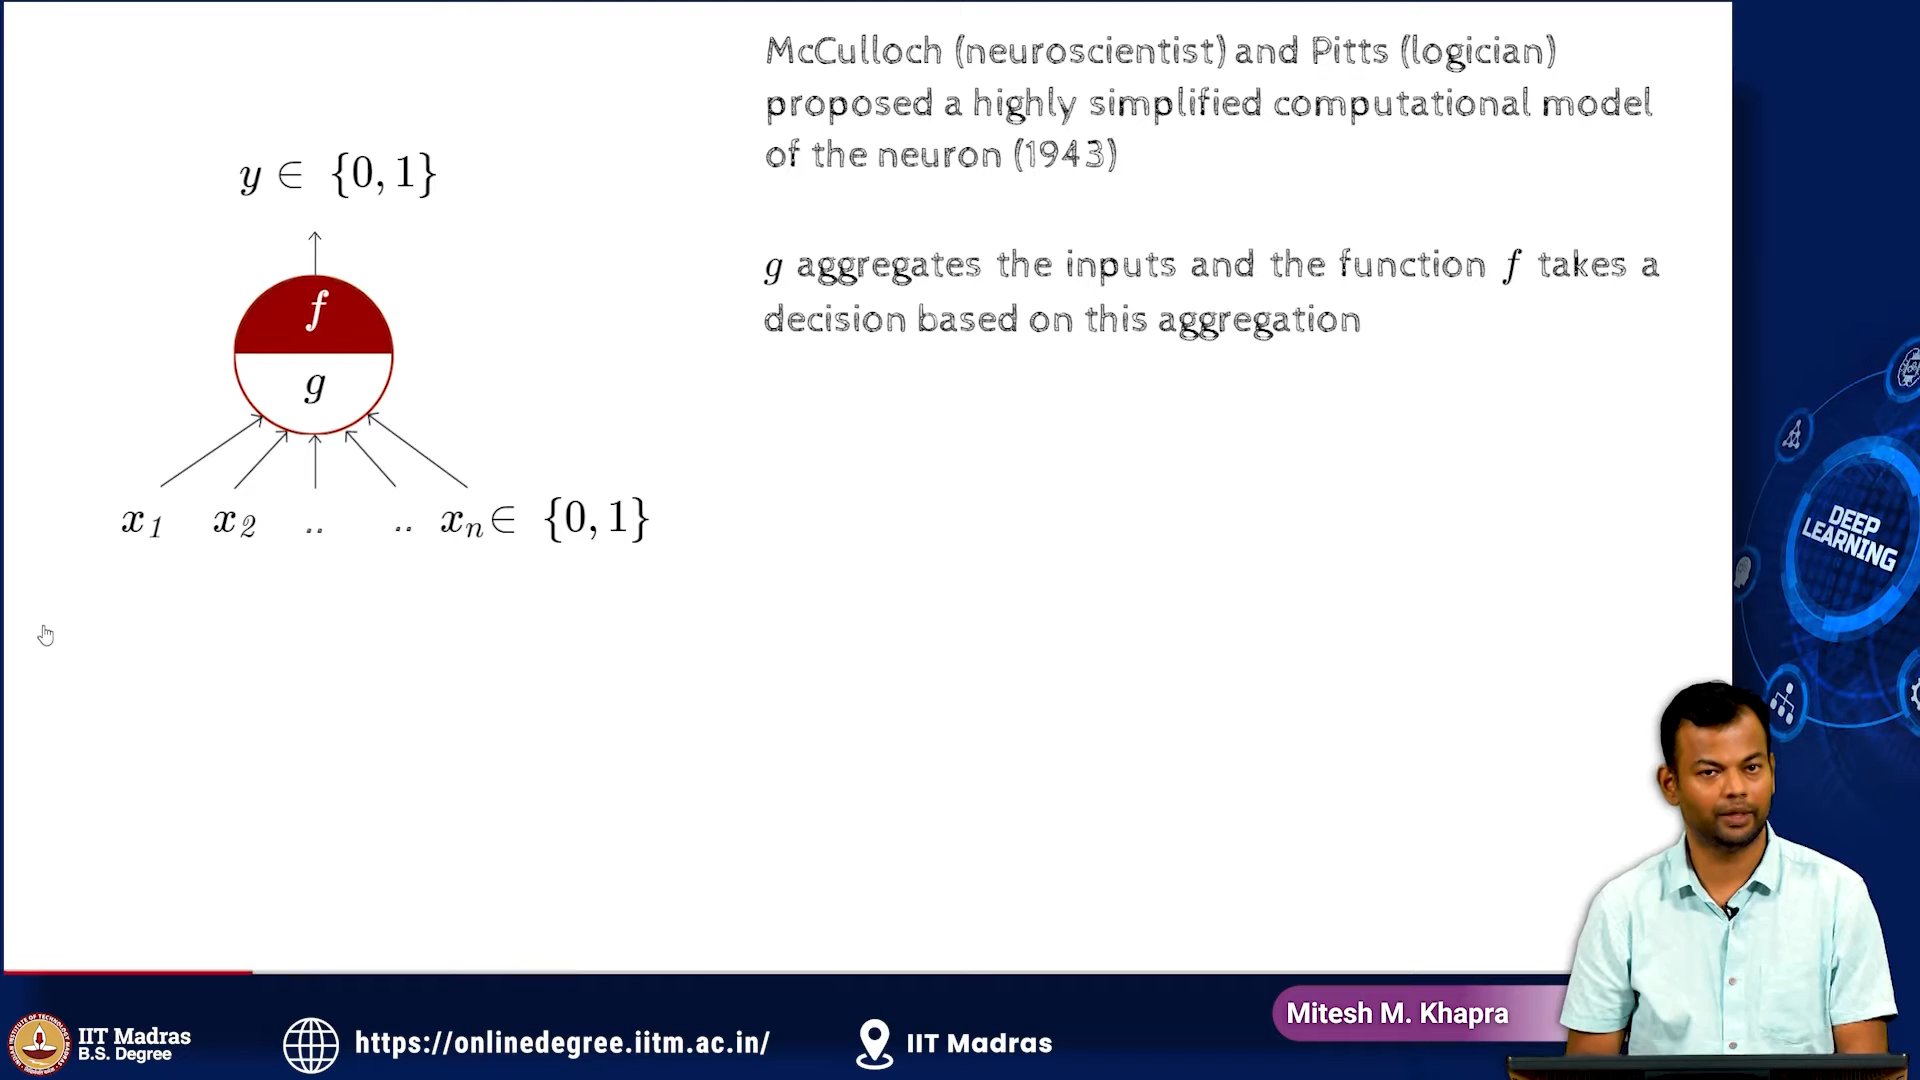 McCulloch (neuroscientist) and Pitts (logician)
proposed a highly simplified computational model
of the neuron (1943)
y ∈ {0, 1}
g aggregates the inputs and the function f takes a
decision based on this aggregation
f
g
x₁ x₂ .. .. xₙ ∈ {0, 1}
DEEP
LEARNING
Mitesh M. Khapra
IIT Madras
B.S. Degree
https://onlinedegree.iitm.ac.in/
IIT Madras